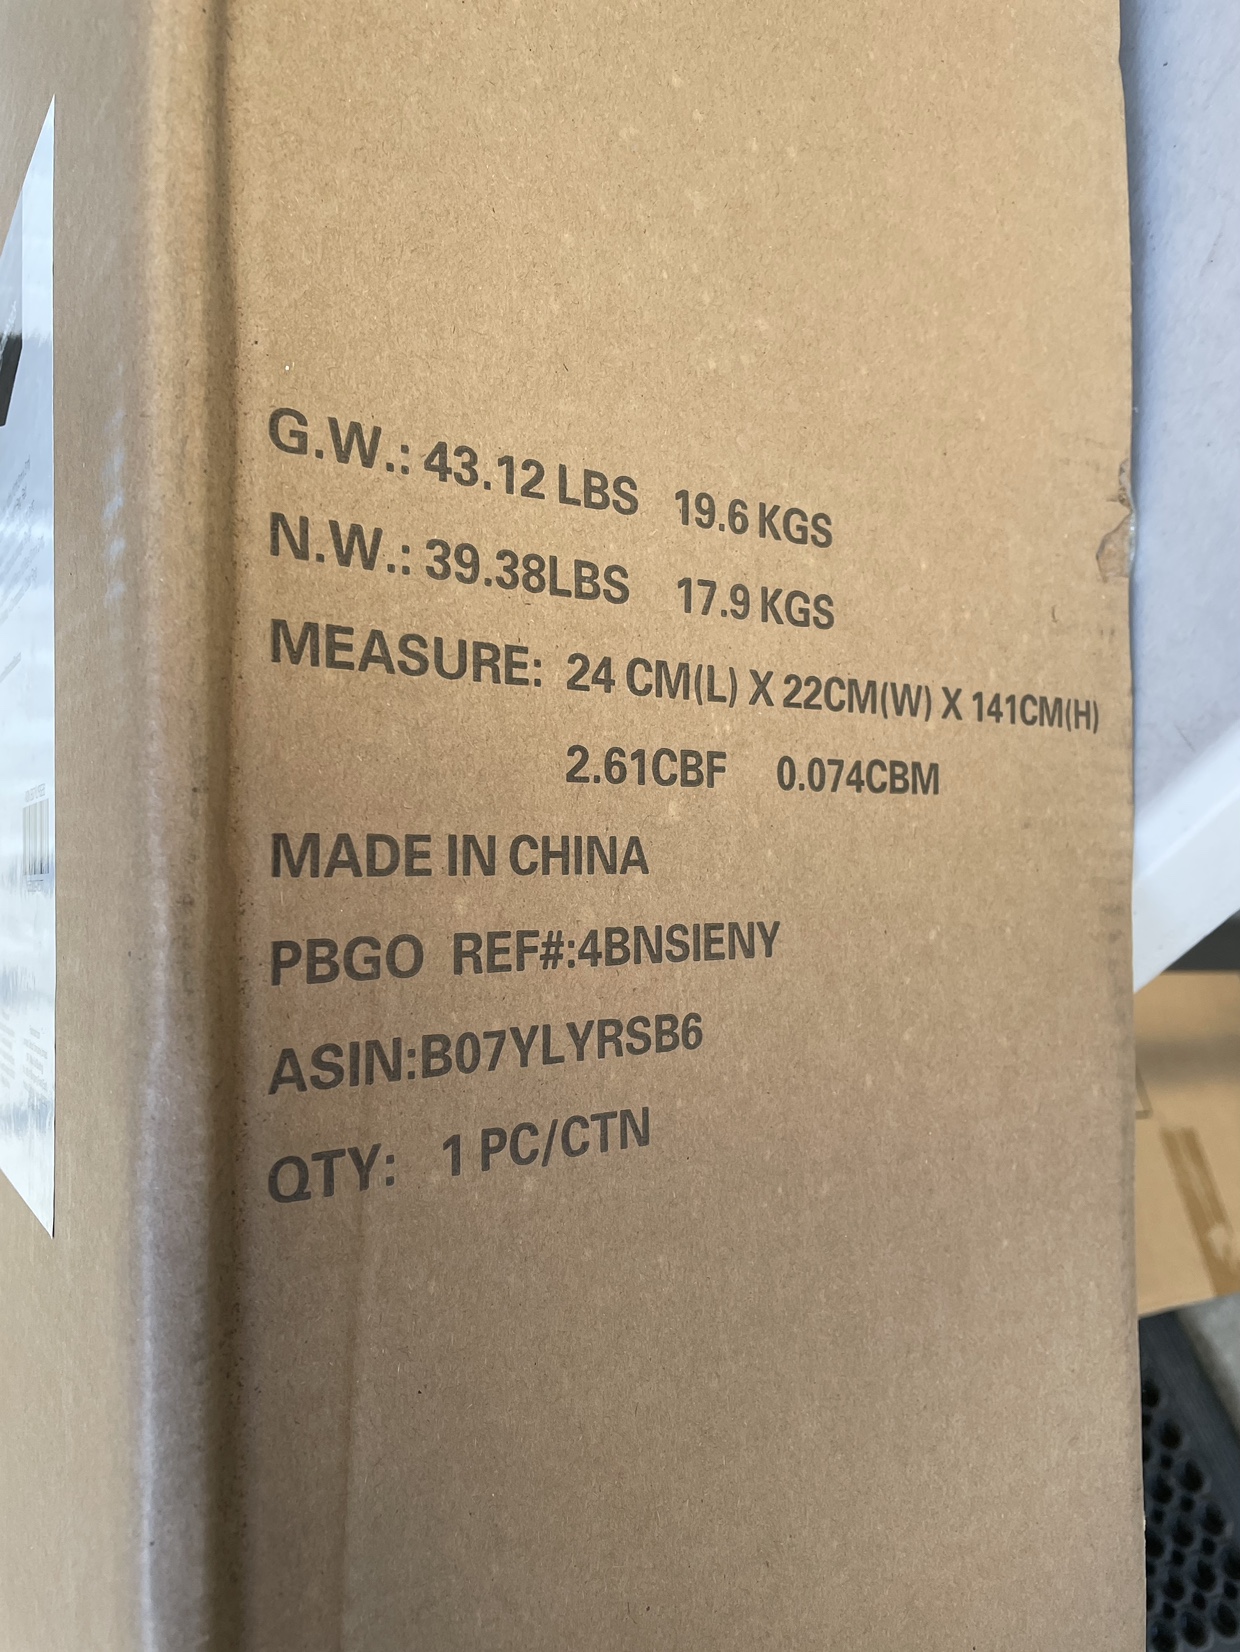 G.W.: 43.12 LBS 19.6 KGS
N.W.: 39.38LBS 17.9 KGS
MEASURE: 24 CM(L) X 22CM(W) X 141CM(H)
2.61CBF 0.074CBM
MADE IN CHINA
PBGO REF#:4BNSIENY
ASIN:B07YLYRSB6
QTY: 1 PC/CTN